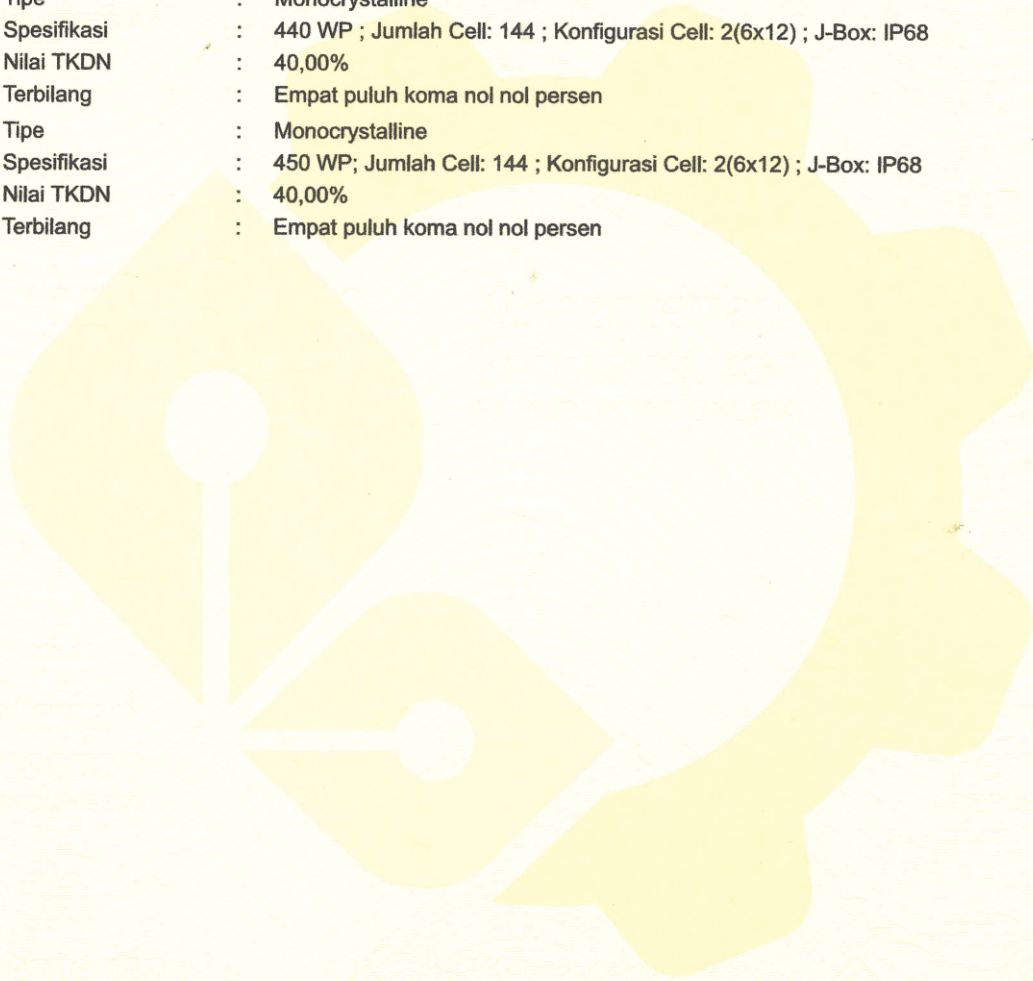 Tipe : Monocrystalline
Spesifikasi : 440 WP ; Jumlah Cell: 144 ; Konfigurasi Cell: 2(6x12) ; J-Box: IP68
Nilai TKDN : 40,00%
Terbilang : Empat puluh koma nol nol persen
Tipe : Monocrystalline
Spesifikasi : 450 WP; Jumlah Cell: 144 ; Konfigurasi Cell: 2(6x12) ; J-Box: IP68
Nilai TKDN : 40,00%
Terbilang : Empat puluh koma nol nol persen